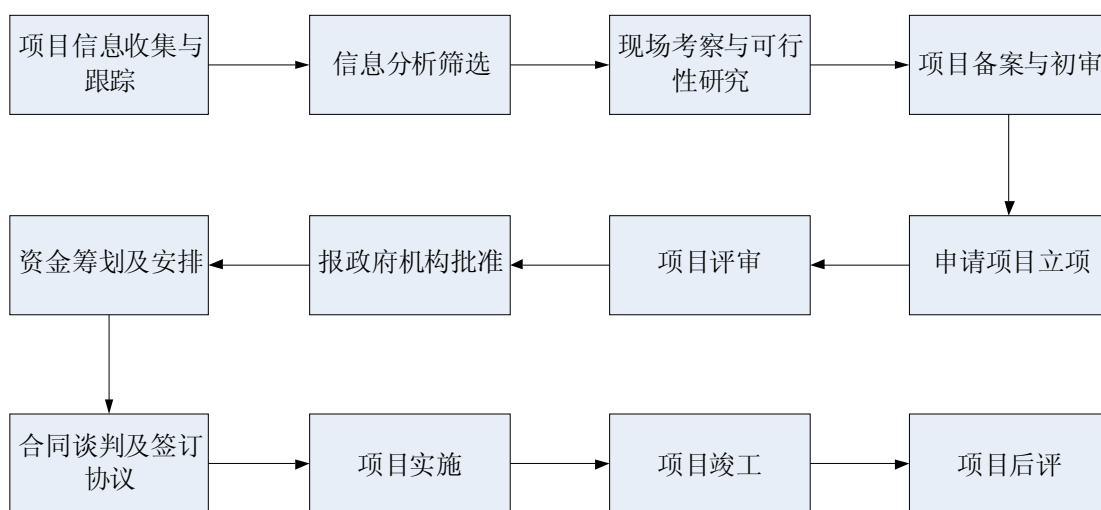 项目信息收集与
跟踪
信息分析筛选
现场考察与可行
性研究
项目备案与初审
申请项目立项
项目评审
报政府机构批准
资金筹划及安排
合同谈判及签订
协议
项目实施
项目竣工
项目后评